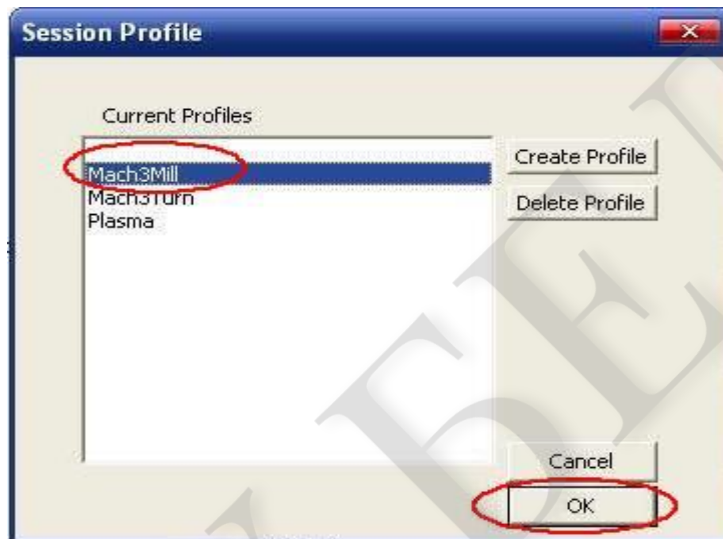 Session Profile
Current Profiles
Mach3Mill
Mach3Turn
Plasma
Create Profile
Delete Profile
Cancel
OK